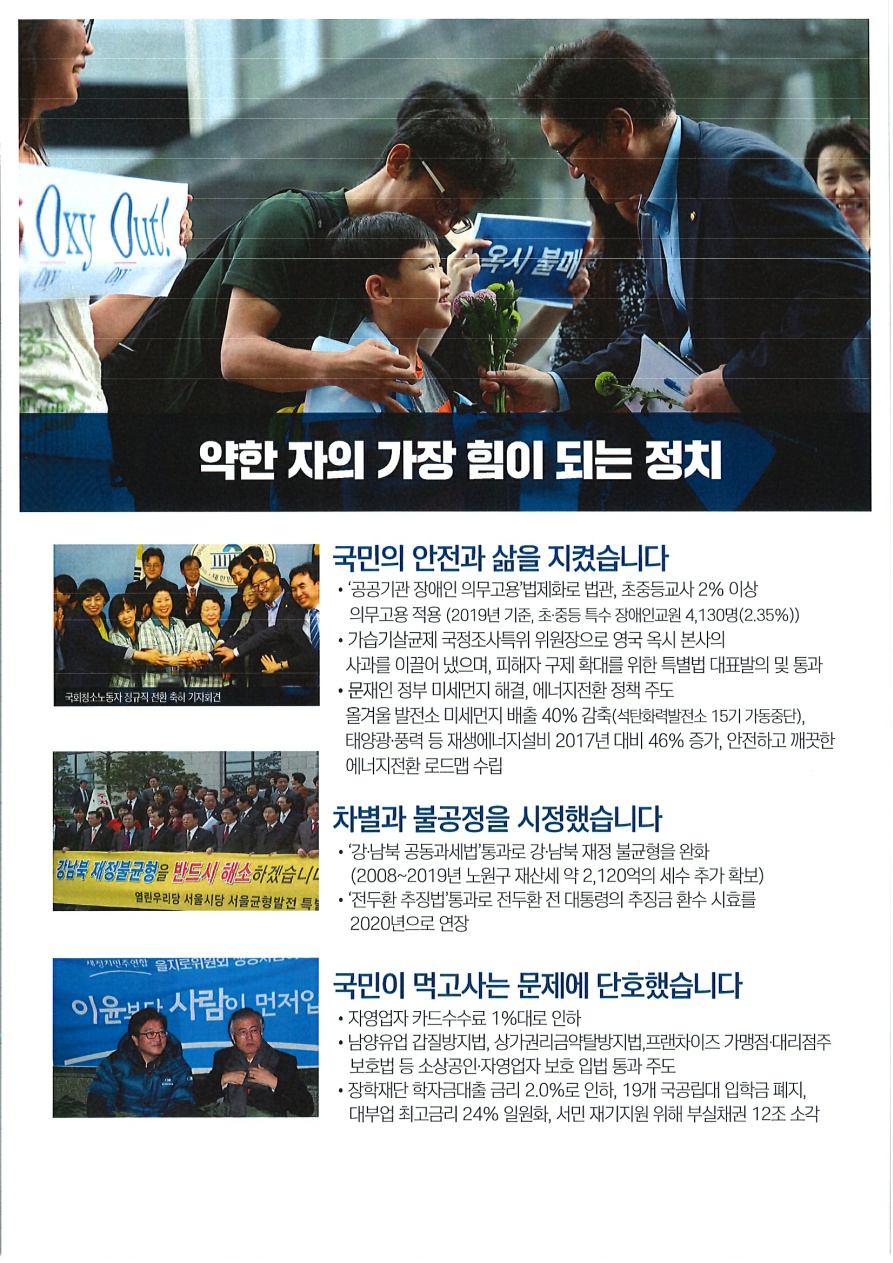 Oxy Out!
옥시 불매
약한 자의 가장 힘이 되는 정치
국회청소노동자 정규직 전환 축하 기자회견
국민의 안전과 삶을 지켰습니다
• '공공기관 장애인 의무고용'법제화로 법관, 초중등교사 2% 이상
의무고용 적용 (2019년 기준, 초·중등 특수 장애인교원 4,130명(2.35%))
• 가습기살균제 국정조사특위 위원장으로 영국 옥시 본사의
사과를 이끌어 냈으며, 피해자 구제 확대를 위한 특별법 대표발의 및 통과
• 문재인 정부 미세먼지 해결, 에너지전환 정책 주도
올겨울 발전소 미세먼지 배출 40% 감축(석탄화력발전소 15기 가동중단),
태양광·풍력 등 재생에너지설비 2017년 대비 46% 증가, 안전하고 깨끗한
에너지전환 로드맵 수립
강남북 재정불균형을 반드시 해소하겠습니다
열린우리당 서울시당 서울균형발전 특별
차별과 불공정을 시정했습니다
• '강·남북 공동과세법'통과로 강·남북 재정 불균형을 완화
(2008~2019년 노원구 재산세 약 2,120억의 세수 추가 확보)
• '전두환 추징법'통과로 전두환 전 대통령의 추징금 환수 시효를
2020년으로 연장
새정치민주연합 을지로위원회
이윤보다 사람이 먼저입
국민이 먹고사는 문제에 단호했습니다
• 자영업자 카드수수료 1%대로 인하
• 남양유업 갑질방지법, 상가권리금약탈방지법,프랜차이즈 가맹점·대리점주
보호법 등 소상공인·자영업자 보호 입법 통과 주도
• 장학재단 학자금대출 금리 2.0%로 인하, 19개 국공립대 입학금 폐지,
대부업 최고금리 24% 일원화, 서민 재기지원 위해 부실채권 12조 소각